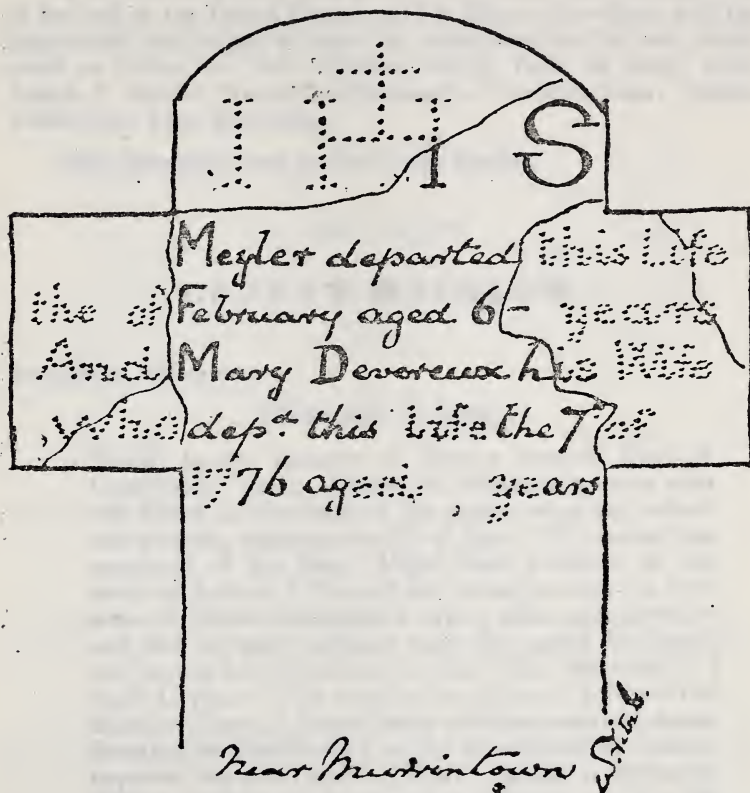 IHS
Meyler departed this Life
the of February aged 6- years
And Mary Devereux his Wife
Who dep.d this Life the 7th of
1776 aged , years
Near Murrintown